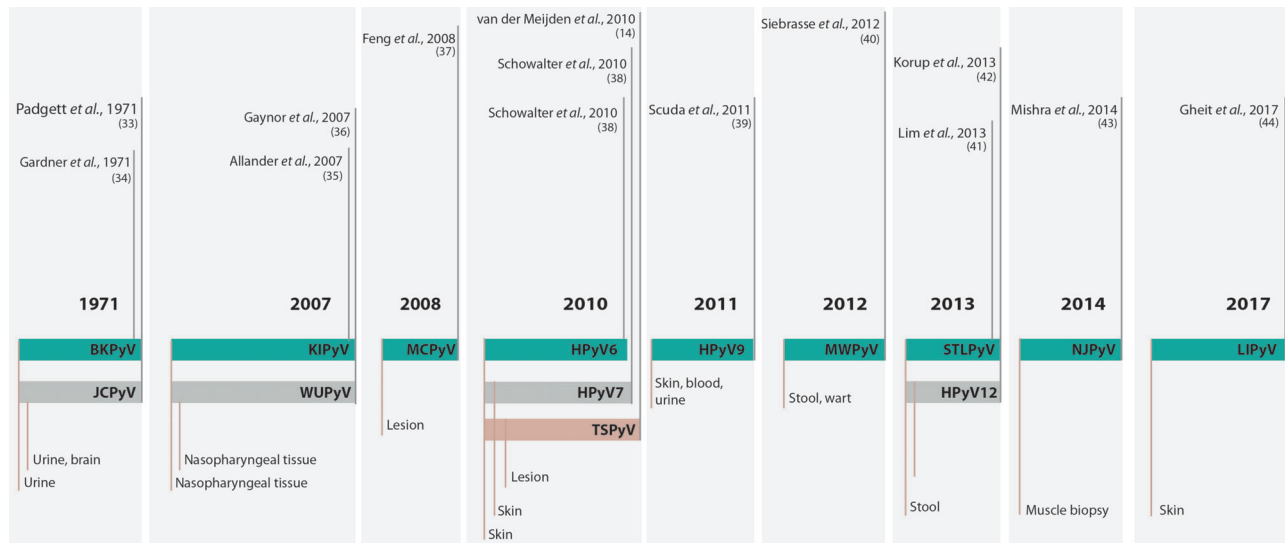 Padgett et al., 1971
(33)
Gardner et al., 1971
(34)
1971
BKPyV
JCPyV
Urine, brain
Urine
Gaynor et al., 2007
(36)
Allander et al., 2007
(35)
2007
KIPyV
WUPyV
Nasopharyngeal tissue
Nasopharyngeal tissue
Feng et al., 2008
(37)
2008
MCPyV
Lesion
van der Meijden et al., 2010
(14)
Schowalter et al., 2010
(38)
Schowalter et al., 2010
(38)
2010
HPyV6
HPyV7
TSPyV
Lesion
Skin
Skin
Scuda et al., 2011
(39)
2011
HPyV9
Skin, blood,
urine
Siebrasse et al., 2012
(40)
2012
MWPyV
Stool, wart
Korup et al., 2013
(42)
Lim et al., 2013
(41)
2013
STLPyV
HPyV12
Stool
Mishra et al., 2014
(43)
2014
NJPyV
Muscle biopsy
Gheit et al., 2017
(44)
2017
LIPyV
Skin